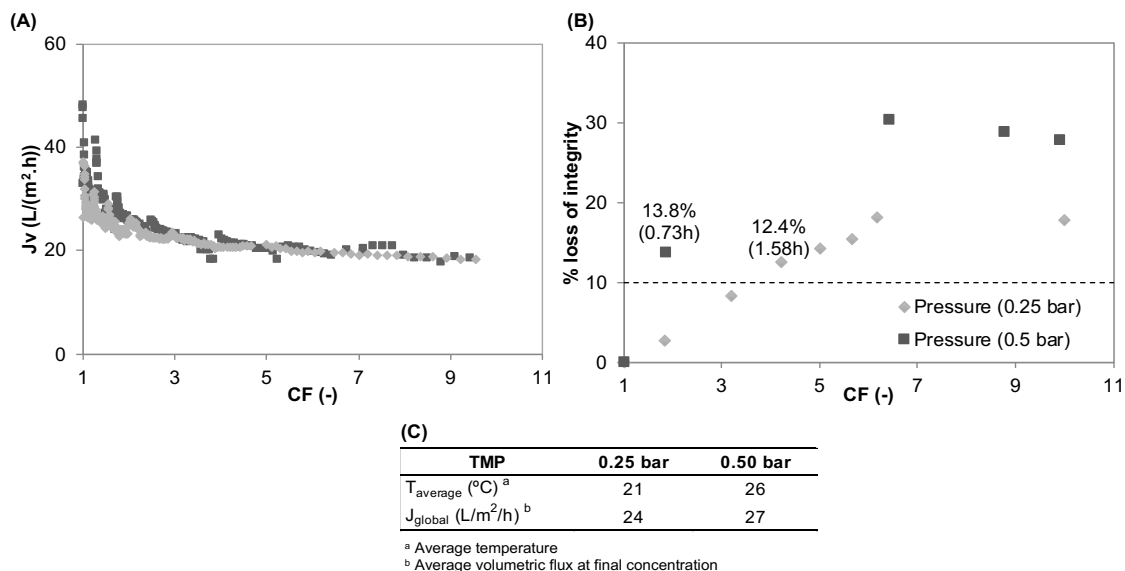 (A)
60
40
20
0
Jv (L/(m².h))
1 3 5 7 9 11
CF (-)
(B)
40
30
20
10
0
% loss of integrity
13.8%
(0.73h)
12.4%
(1.58h)
Pressure (0.25 bar)
Pressure (0.5 bar)
1 3 5 7 9 11
CF (-)
(C)
TMP 0.25 bar 0.50 bar
Taverage (ºC) a 21 26
Jglobal (L/m2/h) b 24 27
a Average temperature
b Average volumetric flux at final concentration